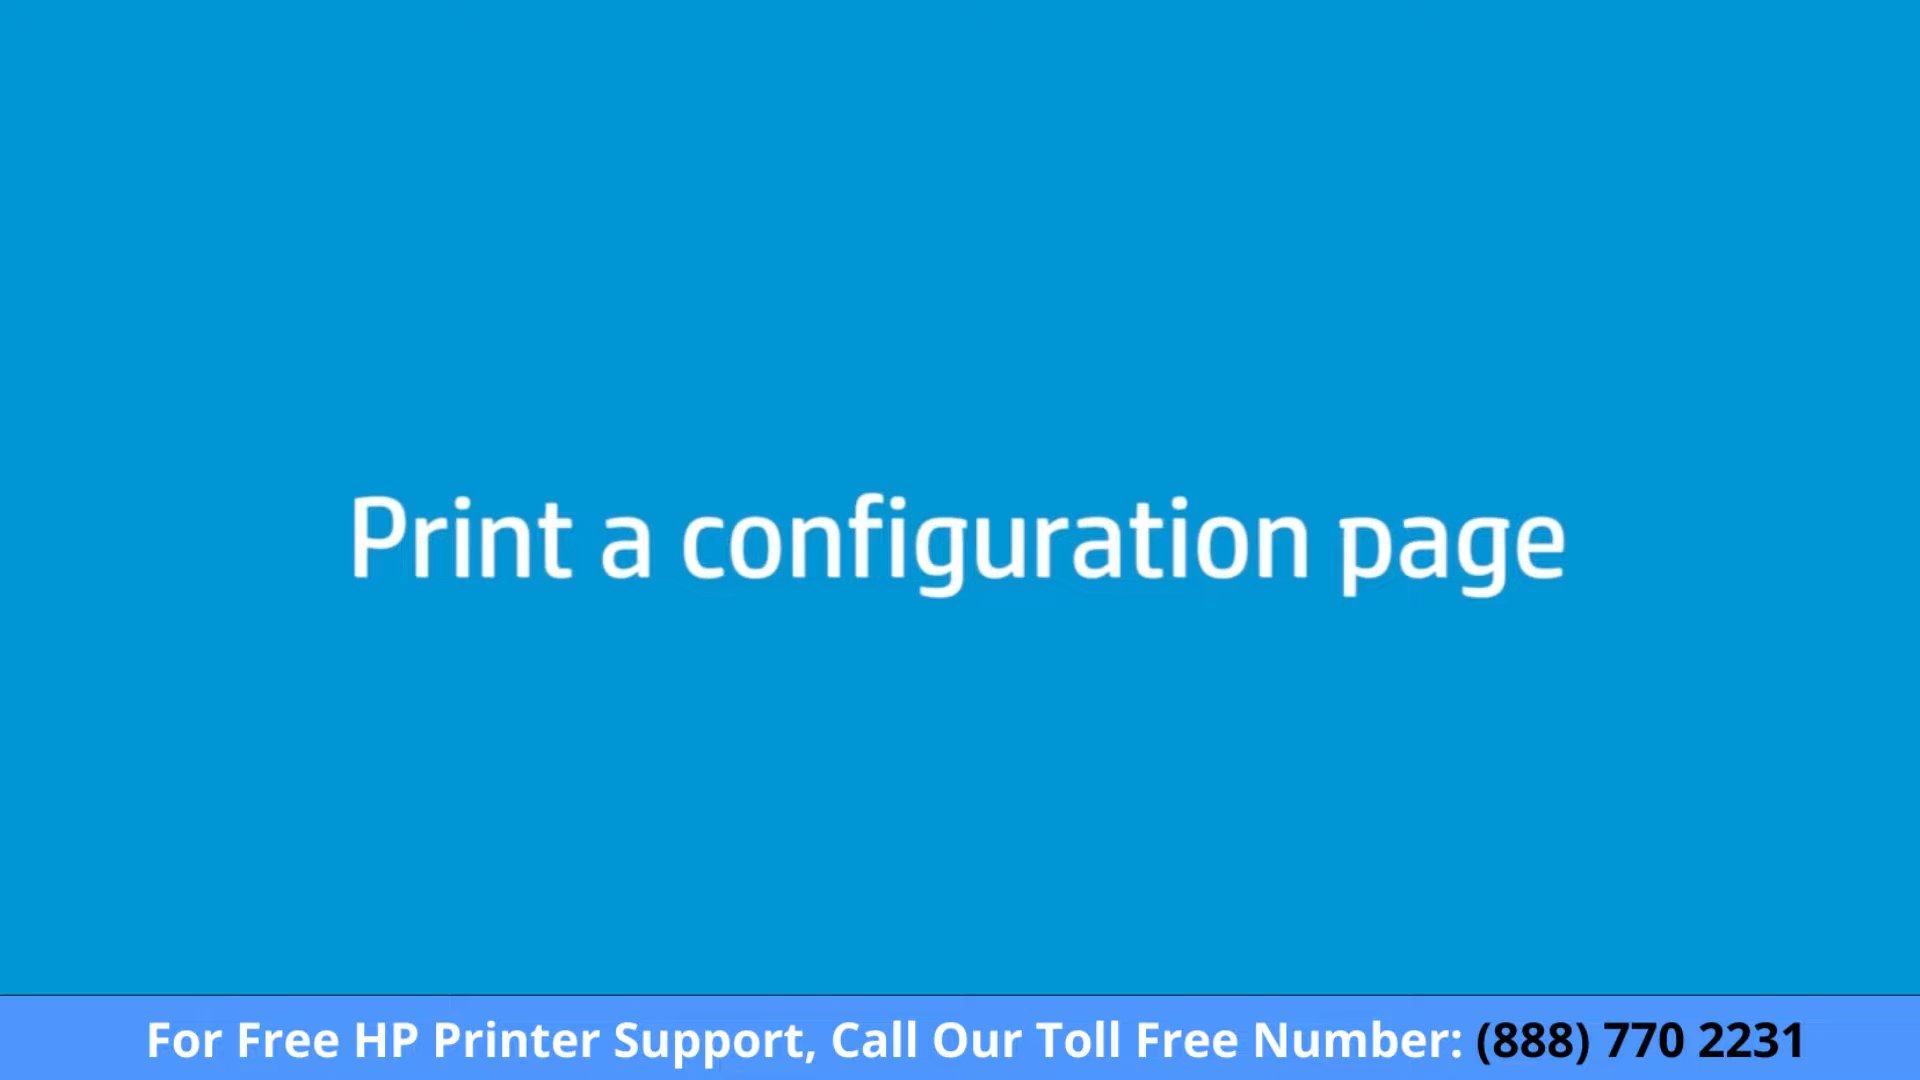 Print a configuration page
For Free HP Printer Support, Call Our Toll Free Number: (888) 770 2231